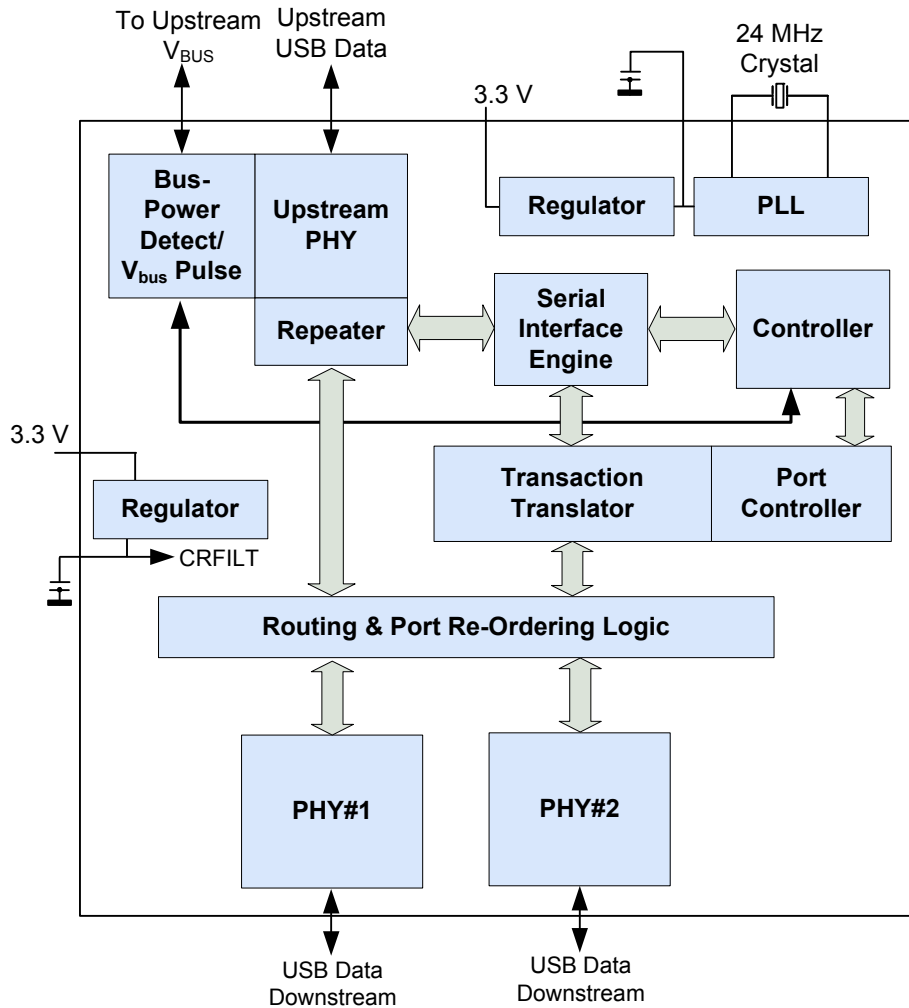 To Upstream
VBUS
Upstream
USB Data
24 MHz
Crystal
3.3 V
Bus-
Power
Detect/
Vbus Pulse
Upstream
PHY
Regulator
PLL
Repeater
Serial
Interface
Engine
Controller
3.3 V
Regulator
CRFILT
Transaction
Translator
Port
Controller
Routing & Port Re-Ordering Logic
PHY#1
PHY#2
USB Data
Downstream
USB Data
Downstream